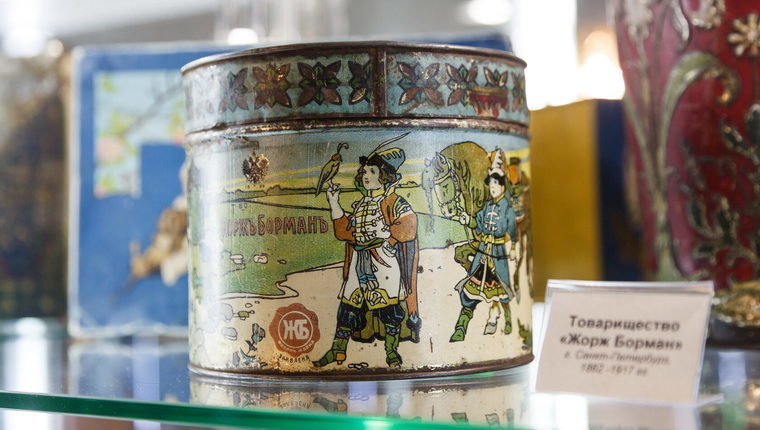 ЖОРЖЪ БОРМАНЪ
ЖБ
Товарищество
«Жорж Борман»
г. Санкт-Петербург,
1862 -1917 гг.